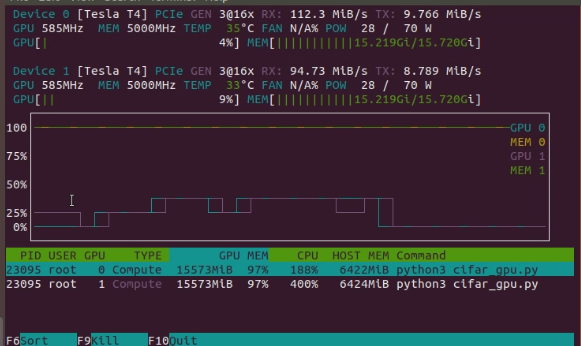 Device 0 [Tesla T4] PCIe GEN 3@16x RX: 112.3 MiB/s TX: 9.766 MiB/s
GPU 585MHz MEM 5000MHz TEMP 35°C FAN N/A% POW 28 / 70 W
GPU[| 4%] MEM[|||||||||||15.219Gi/15.720Gi]
Device 1 [Tesla T4] PCIe GEN 3@16x RX: 94.73 MiB/s TX: 8.789 MiB/s
GPU 585MHz MEM 5000MHz TEMP 33°C FAN N/A% POW 28 / 70 W
GPU[|| 9%] MEM[|||||||||||15.219Gi/15.720Gi]
100 GPU 0
MEM 0
75% GPU 1
MEM 1
50%
25%
0%
PID USER GPU TYPE GPU MEM CPU HOST MEM Command
23095 root 0 Compute 15573MiB 97% 188% 6422MiB python3 cifar_gpu.py
23095 root 1 Compute 15573MiB 97% 400% 6424MiB python3 cifar_gpu.py
F6Sort F9Kill F10Quit